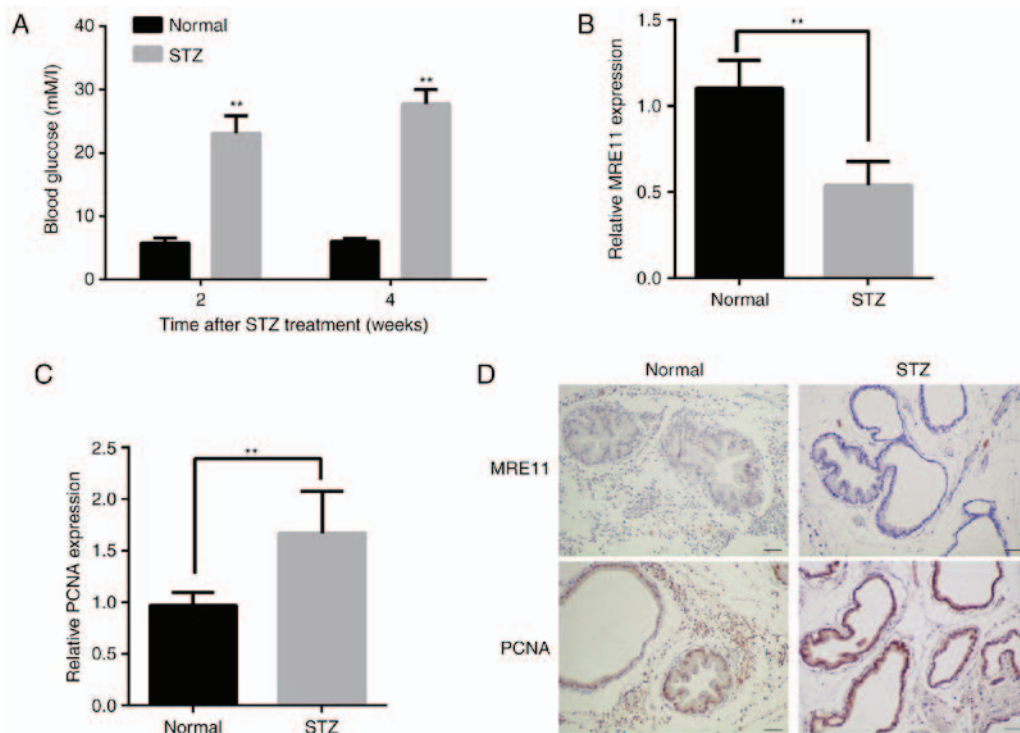 A
Normal
STZ
Blood glucose (mM/l)
40
30
20
10
0
**
**
2
4
Time after STZ treatment (weeks)
B
Relative MRE11 expression
1.5
1.0
0.5
0.0
**
Normal
STZ
C
Relative PCNA expression
2.5
2.0
1.5
1.0
0.5
0.0
**
Normal
STZ
D
Normal
STZ
MRE11
PCNA